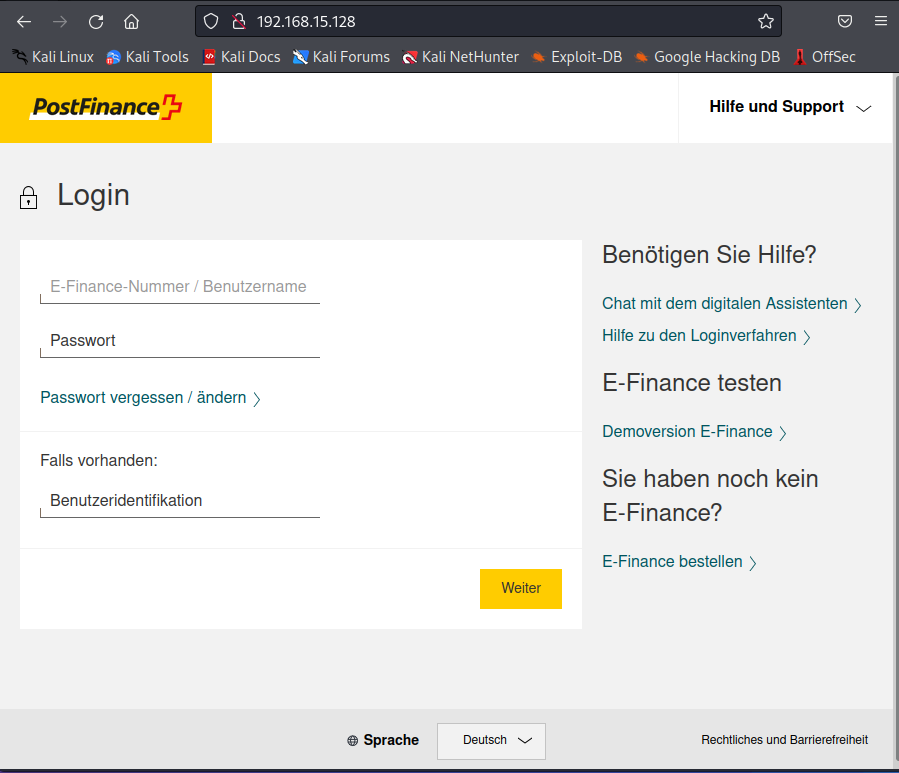 192.168.15.128
Kali Linux
Kali Tools
Kali Docs
Kali Forums
Kali NetHunter
Exploit-DB
Google Hacking DB
OffSec
PostFinance
Hilfe und Support
Login
E-Finance-Nummer / Benutzername
Passwort
Passwort vergessen / ändern
Falls vorhanden:
Benutzeridentifikation
Weiter
Benötigen Sie Hilfe?
Chat mit dem digitalen Assistenten
Hilfe zu den Loginverfahren
E-Finance testen
Demoversion E-Finance
Sie haben noch kein
E-Finance?
E-Finance bestellen
Sprache
Deutsch
Rechtliches und Barrierefreiheit